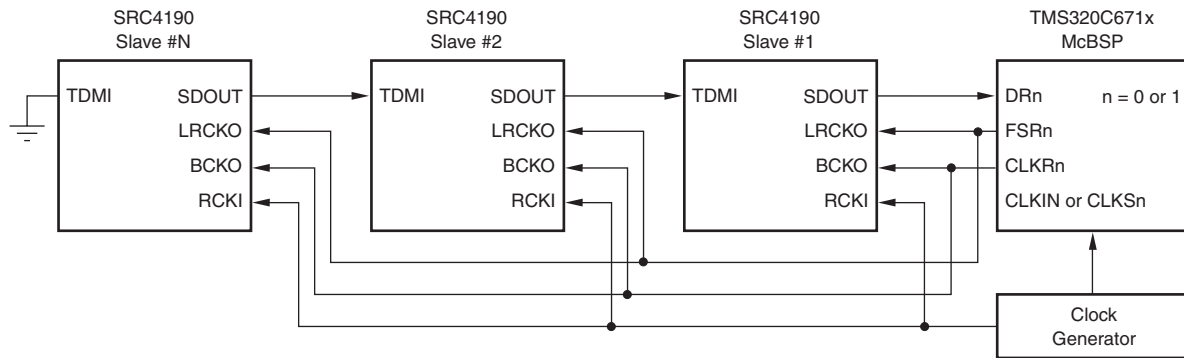 SRC4190
Slave #N
SRC4190
Slave #2
SRC4190
Slave #1
TMS320C671x
McBSP
TDMI
SDOUT
LRCKO
BCKO
RCKI
TDMI
SDOUT
LRCKO
BCKO
RCKI
TDMI
SDOUT
LRCKO
BCKO
RCKI
DRn
n = 0 or 1
FSRn
CLKRn
CLKIN or CLKSn
Clock
Generator